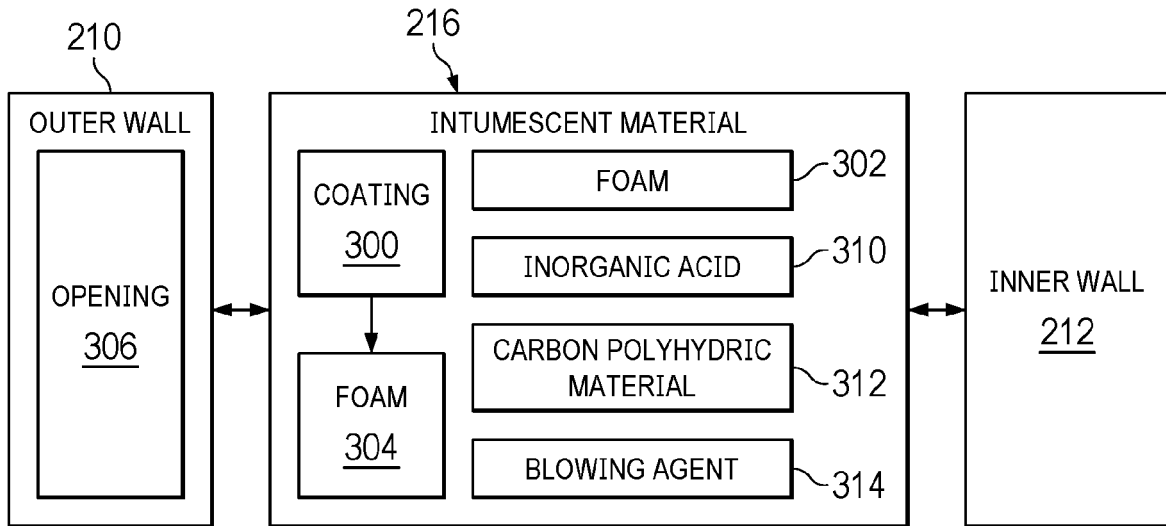 210
216
OUTER WALL
OPENING
306
INTUMESCENT MATERIAL
COATING
300
FOAM
304
FOAM
302
INORGANIC ACID
310
CARBON POLYHYDRIC
MATERIAL
312
BLOWING AGENT
314
INNER WALL
212